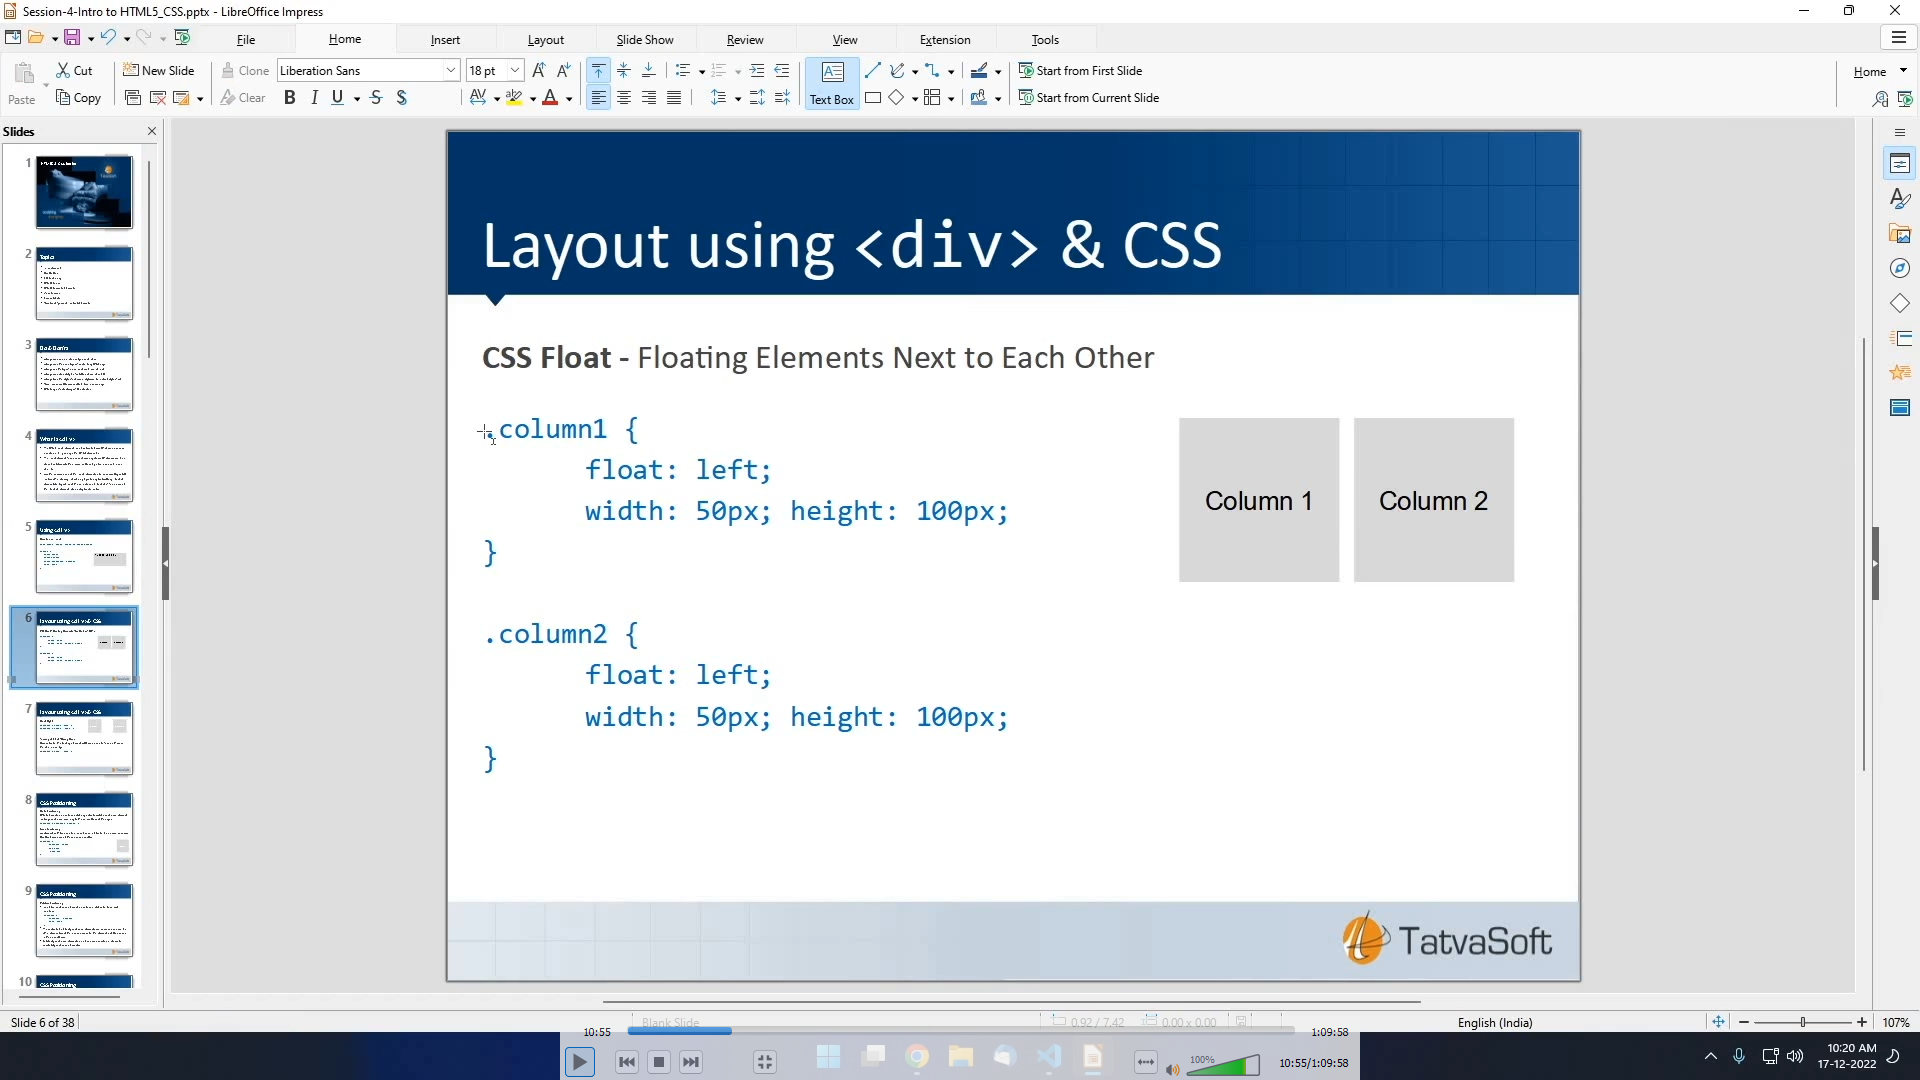 Session-4-Intro to HTML5_CSS.pptx - LibreOffice Impress
File Home Insert Layout Slide Show Review View Extension Tools
Paste Cut Copy New Slide Clone Clear Liberation Sans 18 pt Text Box Start from First Slide Start from Current Slide Home
Slides
1
2
3
4
5
6
7
8
9
10
Layout using <div> & CSS
CSS Float - Floating Elements Next to Each Other
.column1 {
float: left;
width: 50px; height: 100px;
}
Column 1 Column 2
.column2 {
float: left;
width: 50px; height: 100px;
}
TatvaSoft
Slide 6 of 38 Blank Slide 0.92 / 7.42 0.00 x 0.00 English (India) 107%
10:55 1:09:58
100% 10:55/1:09:58
10:20 AM
17-12-2022